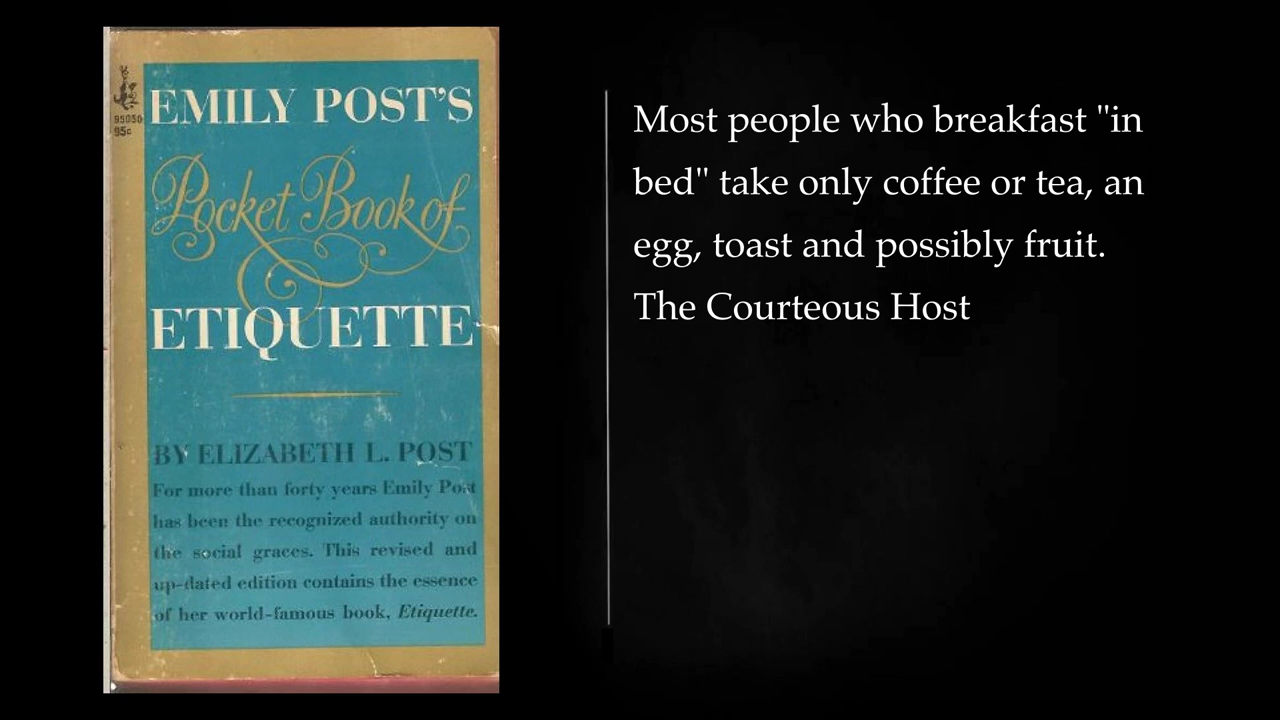 95050
95c
EMILY POST'S
Pocket Book of
ETIQUETTE
BY ELIZABETH L. POST
For more than forty years Emily Post
has been the recognized authority on
the social graces. This revised and
up-dated edition contains the essence
of her world-famous book, Etiquette.
Most people who breakfast "in
bed" take only coffee or tea, an
egg, toast and possibly fruit.
The Courteous Host